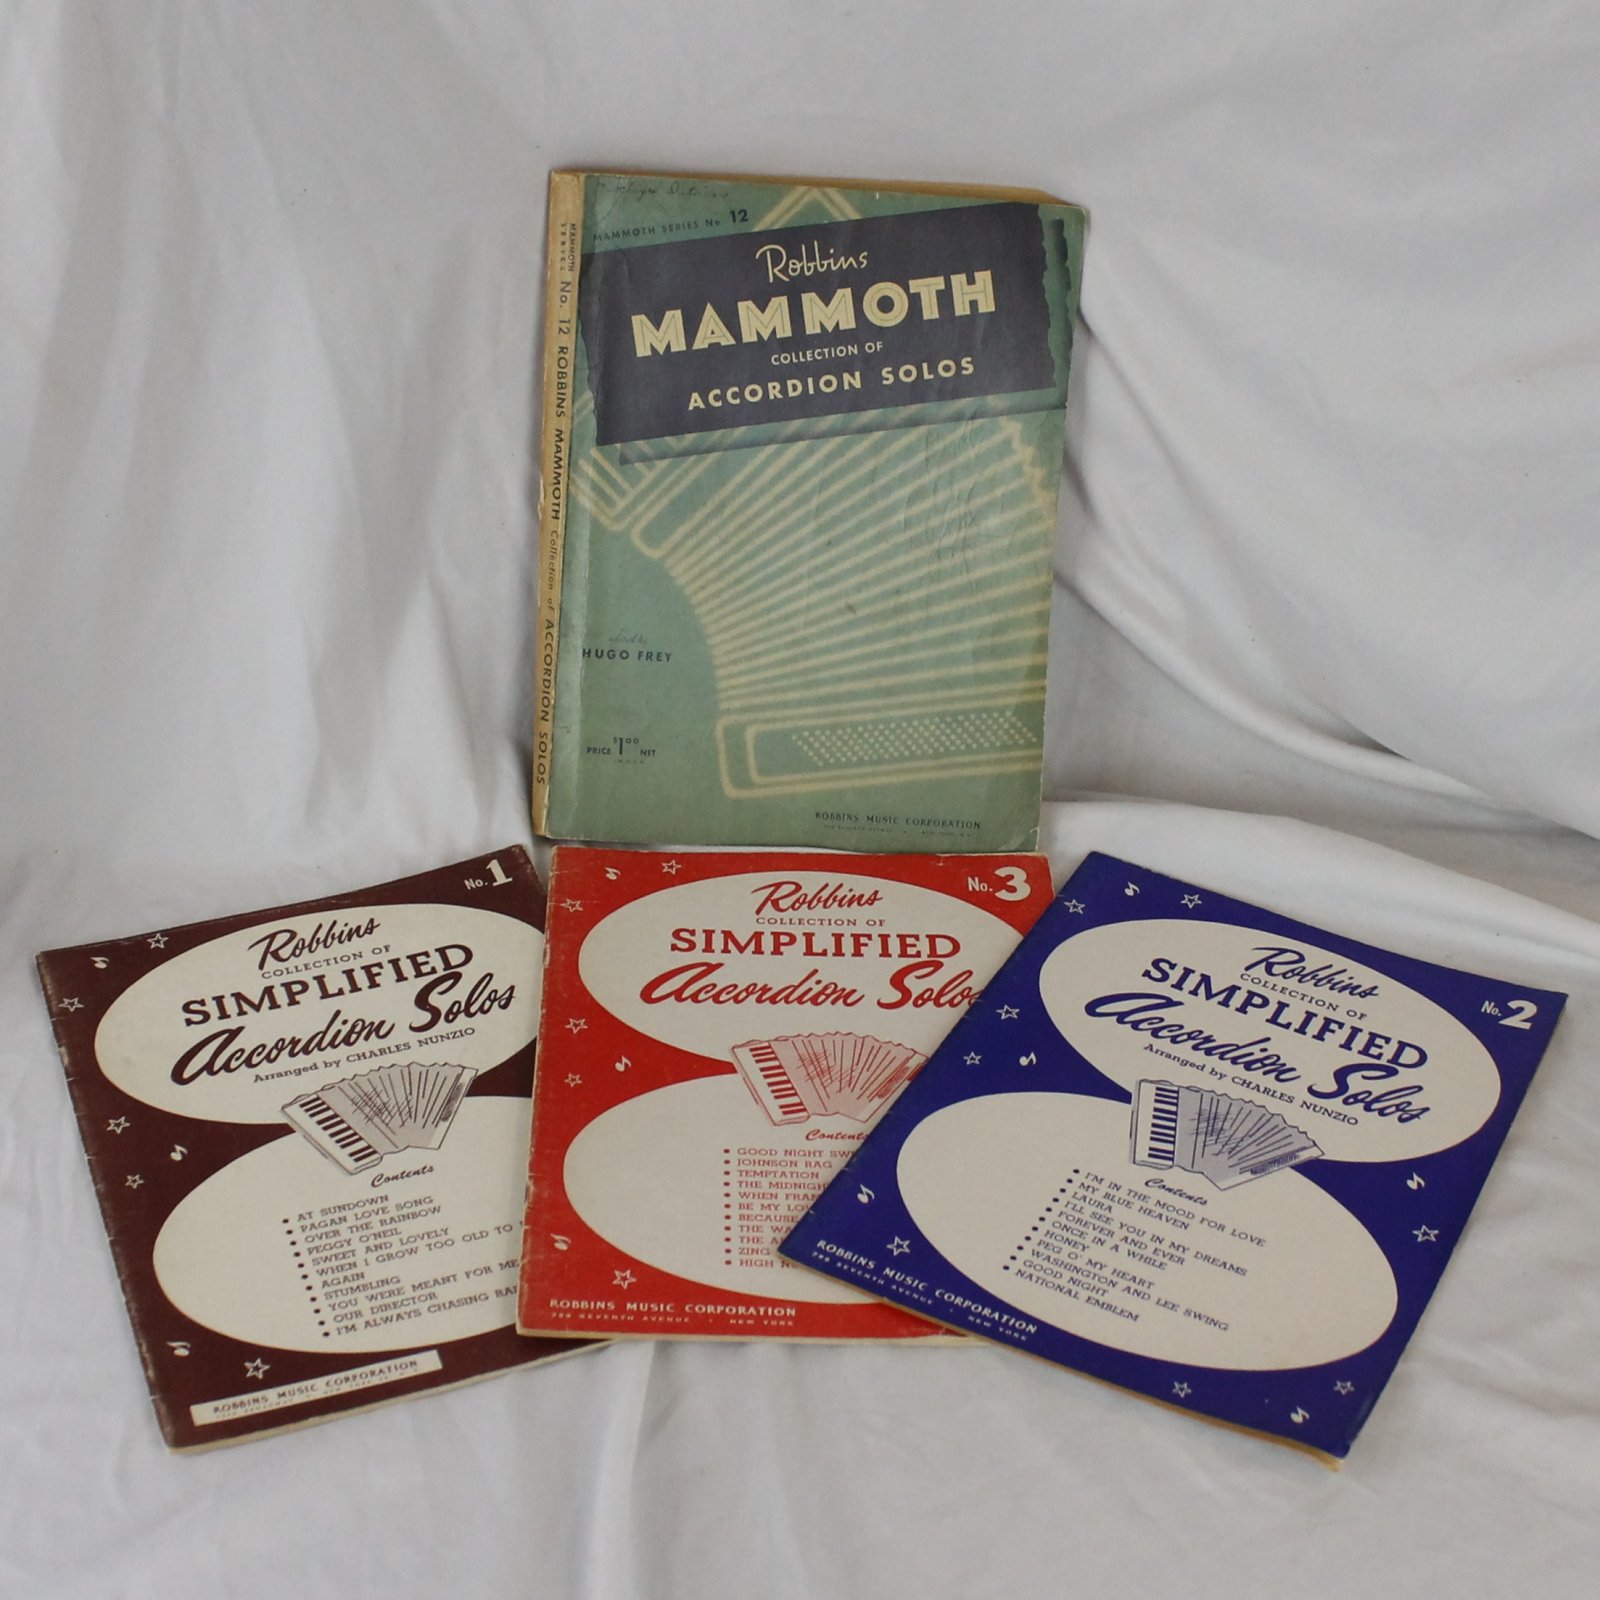 MAMMOTH SERIES No. 12
Robbins
MAMMOTH
COLLECTION OF
ACCORDION SOLOS
edited by
HUGO FREY
PRICE $1.00 NET
ROBBINS MUSIC CORPORATION
MAMMOTH SERIES No. 12 ROBBINS MAMMOTH Collection of ACCORDION SOLOS
No. 1
Robbins
COLLECTION OF
SIMPLIFIED
Accordion Solos
Arranged by CHARLES NUNZIO
Contents
AT SUNDOWN
PAGAN LOVE SONG
OVER THE RAINBOW
PEGGY O'NEIL
SWEET AND LOVELY
WHEN I GROW TOO OLD TO
AGAIN
STUMBLING
YOU WERE MEANT FOR ME
OUR DIRECTOR
I'M ALWAYS CHASING
ROBBINS MUSIC CORPORATION
No. 3
Robbins
COLLECTION OF
SIMPLIFIED
Accordion Solos
Contents
GOOD NIGHT
JOHNSON RAG
TEMPTATION
THE MIDNIGH
WHEN
BE MY
BECAUSE
THE
THE
ZING
HIGH
ROBBINS MUSIC CORPORATION
799 SEVENTH AVENUE • NEW YORK
No. 2
Robbins
COLLECTION OF
SIMPLIFIED
Accordion Solos
Arranged by CHARLES NUNZIO
Contents
I'M IN THE MOOD FOR LOVE
MY BLUE HEAVEN
LAURA
I'LL SEE YOU IN MY DREAMS
FOREVER AND EVER
ONCE IN A WHILE
HONEY
PEG O' MY HEART
WASHINGTON AND LEE SWING
GOOD NIGHT
NATIONAL EMBLEM
ROBBINS MUSIC CORPORATION
799 SEVENTH AVENUE • NEW YORK